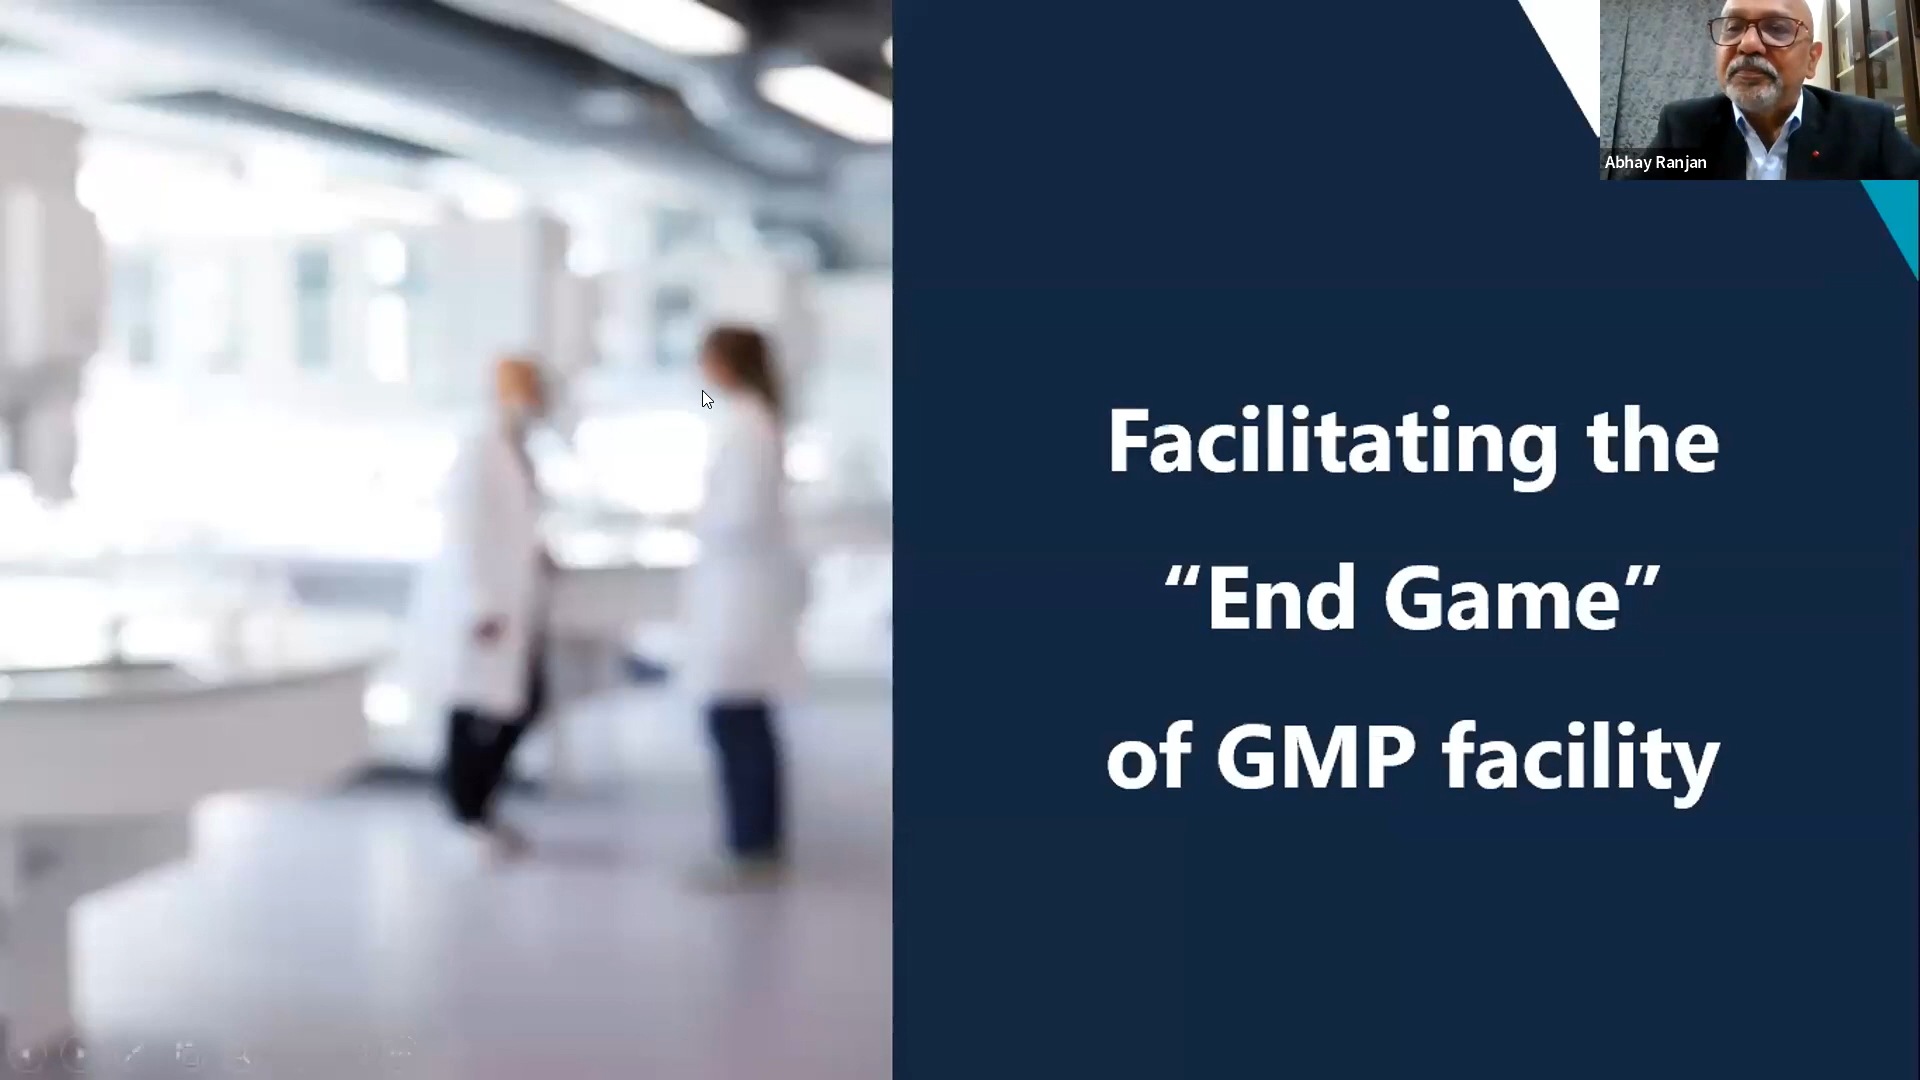 Abhay Ranjan
Facilitating the
“End Game”
of GMP facility